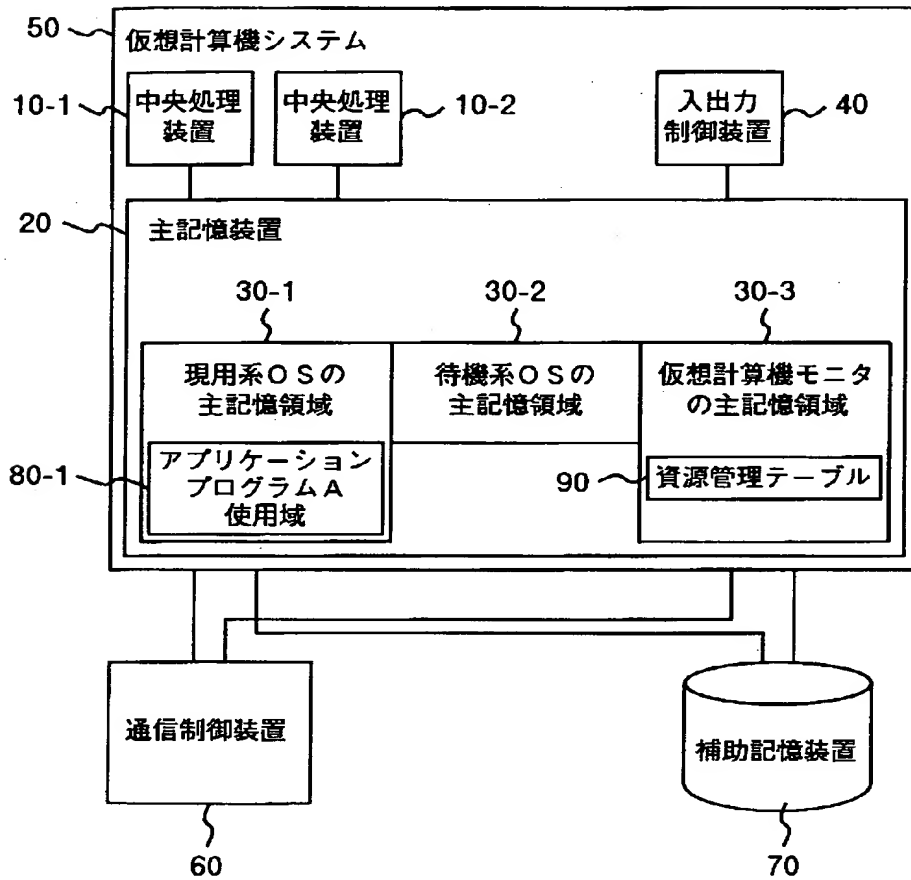 50
仮想計算機システム
10-1
中央処理
装置
中央処理
装置
10-2
入出力
制御装置
40
20
主記憶装置
30-1
30-2
30-3
現用系OSの
主記憶領域
待機系OSの
主記憶領域
仮想計算機モニタ
の主記憶領域
80-1
アプリケーション
プログラムA
使用域
90
資源管理テーブル
通信制御装置
補助記憶装置
60
70